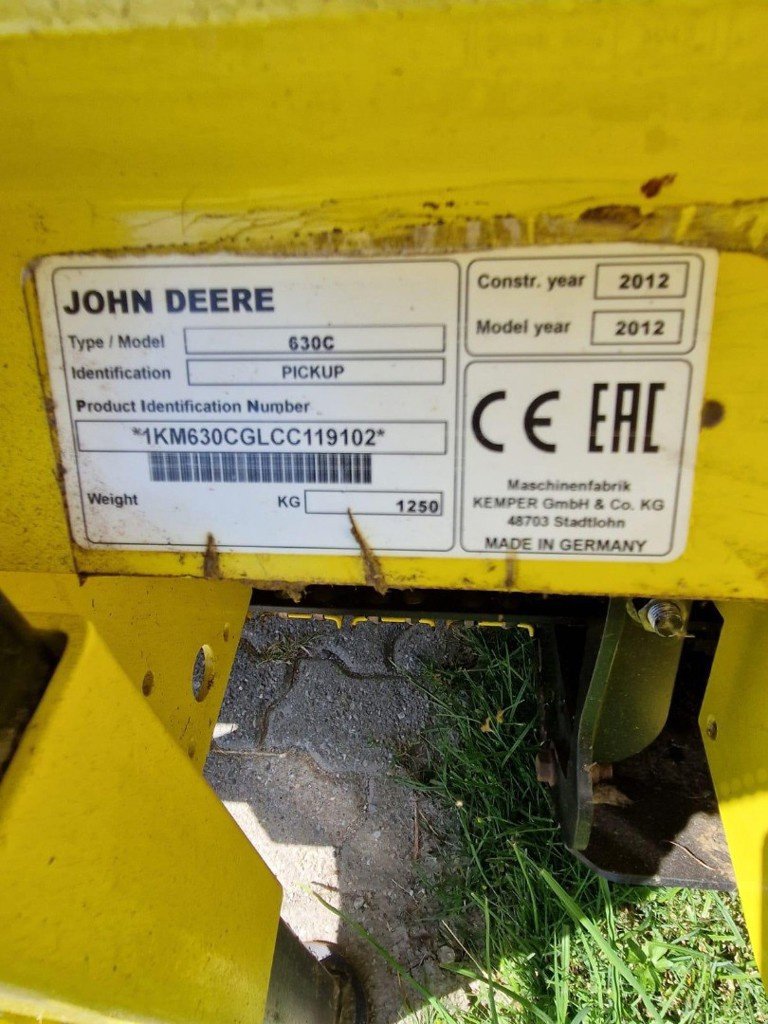 JOHN DEERE
Type / Model 630C
Identification PICKUP
Product Identification Number
*1KM630CGLCC119102*
Weight KG 1250
Constr. year 2012
Model year 2012
CE EAC
Maschinenfabrik
KEMPER GmbH & Co. KG
48703 Stadtlohn
MADE IN GERMANY